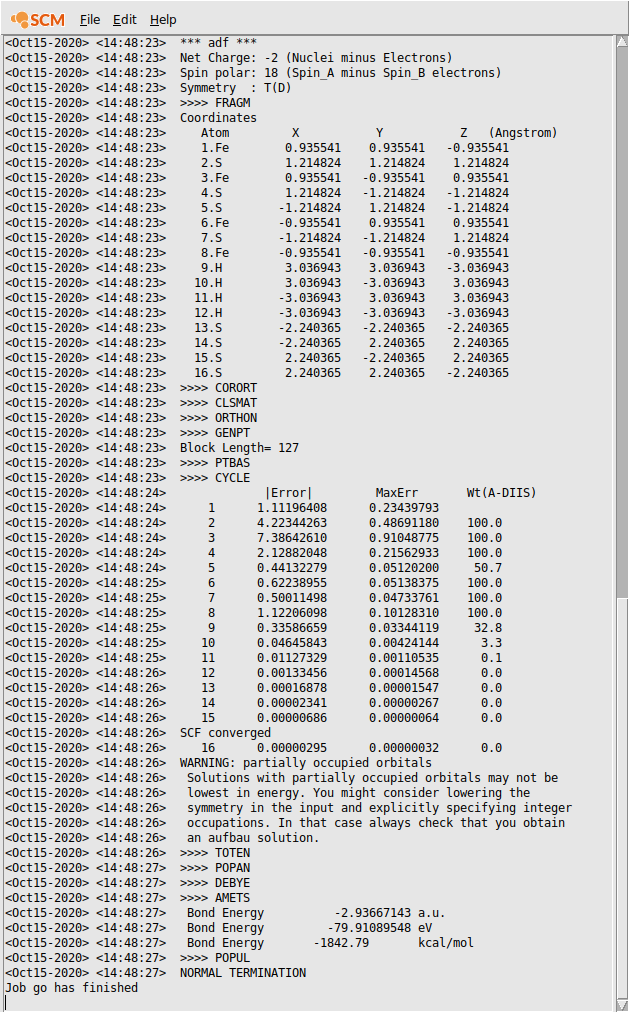 SCM File Edit Help
<Oct15-2020> <14:48:23> *** adf ***
<Oct15-2020> <14:48:23> Net Charge: -2 (Nuclei minus Electrons)
<Oct15-2020> <14:48:23> Spin polar: 18 (Spin_A minus Spin_B electrons)
<Oct15-2020> <14:48:23> Symmetry : T(D)
<Oct15-2020> <14:48:23> >>>> FRAGM
<Oct15-2020> <14:48:23> Coordinates
<Oct15-2020> <14:48:23> Atom X Y Z (Angstrom)
<Oct15-2020> <14:48:23> 1.Fe 0.935541 0.935541 -0.935541
<Oct15-2020> <14:48:23> 2.S 1.214824 1.214824 1.214824
<Oct15-2020> <14:48:23> 3.Fe 0.935541 -0.935541 0.935541
<Oct15-2020> <14:48:23> 4.S 1.214824 -1.214824 -1.214824
<Oct15-2020> <14:48:23> 5.S -1.214824 1.214824 -1.214824
<Oct15-2020> <14:48:23> 6.Fe -0.935541 0.935541 0.935541
<Oct15-2020> <14:48:23> 7.S -1.214824 -1.214824 1.214824
<Oct15-2020> <14:48:23> 8.Fe -0.935541 -0.935541 -0.935541
<Oct15-2020> <14:48:23> 9.H 3.036943 3.036943 -3.036943
<Oct15-2020> <14:48:23> 10.H 3.036943 -3.036943 3.036943
<Oct15-2020> <14:48:23> 11.H -3.036943 3.036943 3.036943
<Oct15-2020> <14:48:23> 12.H -3.036943 -3.036943 -3.036943
<Oct15-2020> <14:48:23> 13.S -2.240365 -2.240365 -2.240365
<Oct15-2020> <14:48:23> 14.S -2.240365 2.240365 2.240365
<Oct15-2020> <14:48:23> 15.S 2.240365 -2.240365 2.240365
<Oct15-2020> <14:48:23> 16.S 2.240365 2.240365 -2.240365
<Oct15-2020> <14:48:23> >>>> CORORT
<Oct15-2020> <14:48:23> >>>> CLSMAT
<Oct15-2020> <14:48:23> >>>> ORTHON
<Oct15-2020> <14:48:23> >>>> GENPT
<Oct15-2020> <14:48:23> Block Length= 127
<Oct15-2020> <14:48:23> >>>> PTBAS
<Oct15-2020> <14:48:23> >>>> CYCLE
<Oct15-2020> <14:48:24> |Error| MaxErr Wt(A-DIIS)
<Oct15-2020> <14:48:24> 1 1.11196408 0.23439793
<Oct15-2020> <14:48:24> 2 4.22344263 0.48691180 100.0
<Oct15-2020> <14:48:24> 3 7.38642610 0.91048775 100.0
<Oct15-2020> <14:48:24> 4 2.12882048 0.21562933 100.0
<Oct15-2020> <14:48:24> 5 0.44132279 0.05120200 50.7
<Oct15-2020> <14:48:25> 6 0.62238955 0.05138375 100.0
<Oct15-2020> <14:48:25> 7 0.50011498 0.04733761 100.0
<Oct15-2020> <14:48:25> 8 1.12206098 0.10128310 100.0
<Oct15-2020> <14:48:25> 9 0.33586659 0.03344119 32.8
<Oct15-2020> <14:48:25> 10 0.04645843 0.00424144 3.3
<Oct15-2020> <14:48:25> 11 0.01127329 0.00110535 0.1
<Oct15-2020> <14:48:26> 12 0.00133456 0.00014568 0.0
<Oct15-2020> <14:48:26> 13 0.00016878 0.00001547 0.0
<Oct15-2020> <14:48:26> 14 0.00002341 0.00000267 0.0
<Oct15-2020> <14:48:26> 15 0.00000686 0.00000064 0.0
<Oct15-2020> <14:48:26> SCF converged
<Oct15-2020> <14:48:26> 16 0.00000295 0.00000032 0.0
<Oct15-2020> <14:48:26> WARNING: partially occupied orbitals
<Oct15-2020> <14:48:26> Solutions with partially occupied orbitals may not be
<Oct15-2020> <14:48:26> lowest in energy. You might consider lowering the
<Oct15-2020> <14:48:26> symmetry in the input and explicitly specifying integer
<Oct15-2020> <14:48:26> occupations. In that case always check that you obtain
<Oct15-2020> <14:48:26> an aufbau solution.
<Oct15-2020> <14:48:26> >>>> TOTEN
<Oct15-2020> <14:48:27> >>>> POPAN
<Oct15-2020> <14:48:27> >>>> DEBYE
<Oct15-2020> <14:48:27> >>>> AMETS
<Oct15-2020> <14:48:27> Bond Energy -2.93667143 a.u.
<Oct15-2020> <14:48:27> Bond Energy -79.91089548 eV
<Oct15-2020> <14:48:27> Bond Energy -1842.79 kcal/mol
<Oct15-2020> <14:48:27> >>>> POPUL
<Oct15-2020> <14:48:27> NORMAL TERMINATION
Job go has finished